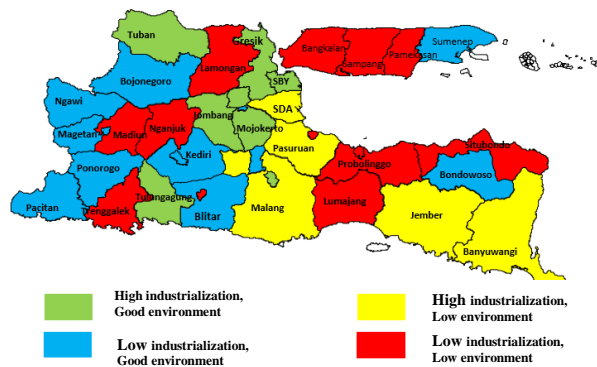 Tuban
Gresik
Bangkalan
Sampang
Pamekasan
Sumenep
Lamongan
Bojonegoro
SBY
Ngawi
Jombang
SDA
Magetan
Madiun
Nganjuk
Mojokerto
Pasuruan
Kediri
Situbondo
Probolinggo
Ponorogo
Bondowoso
Pacitan
Trenggalek
Tulungagung
Blitar
Malang
Lumajang
Jember
Banyuwangi
High industrialization,
Good environment
High industrialization,
Low environment
Low industrialization,
Good environment
Low industrialization,
Low environment